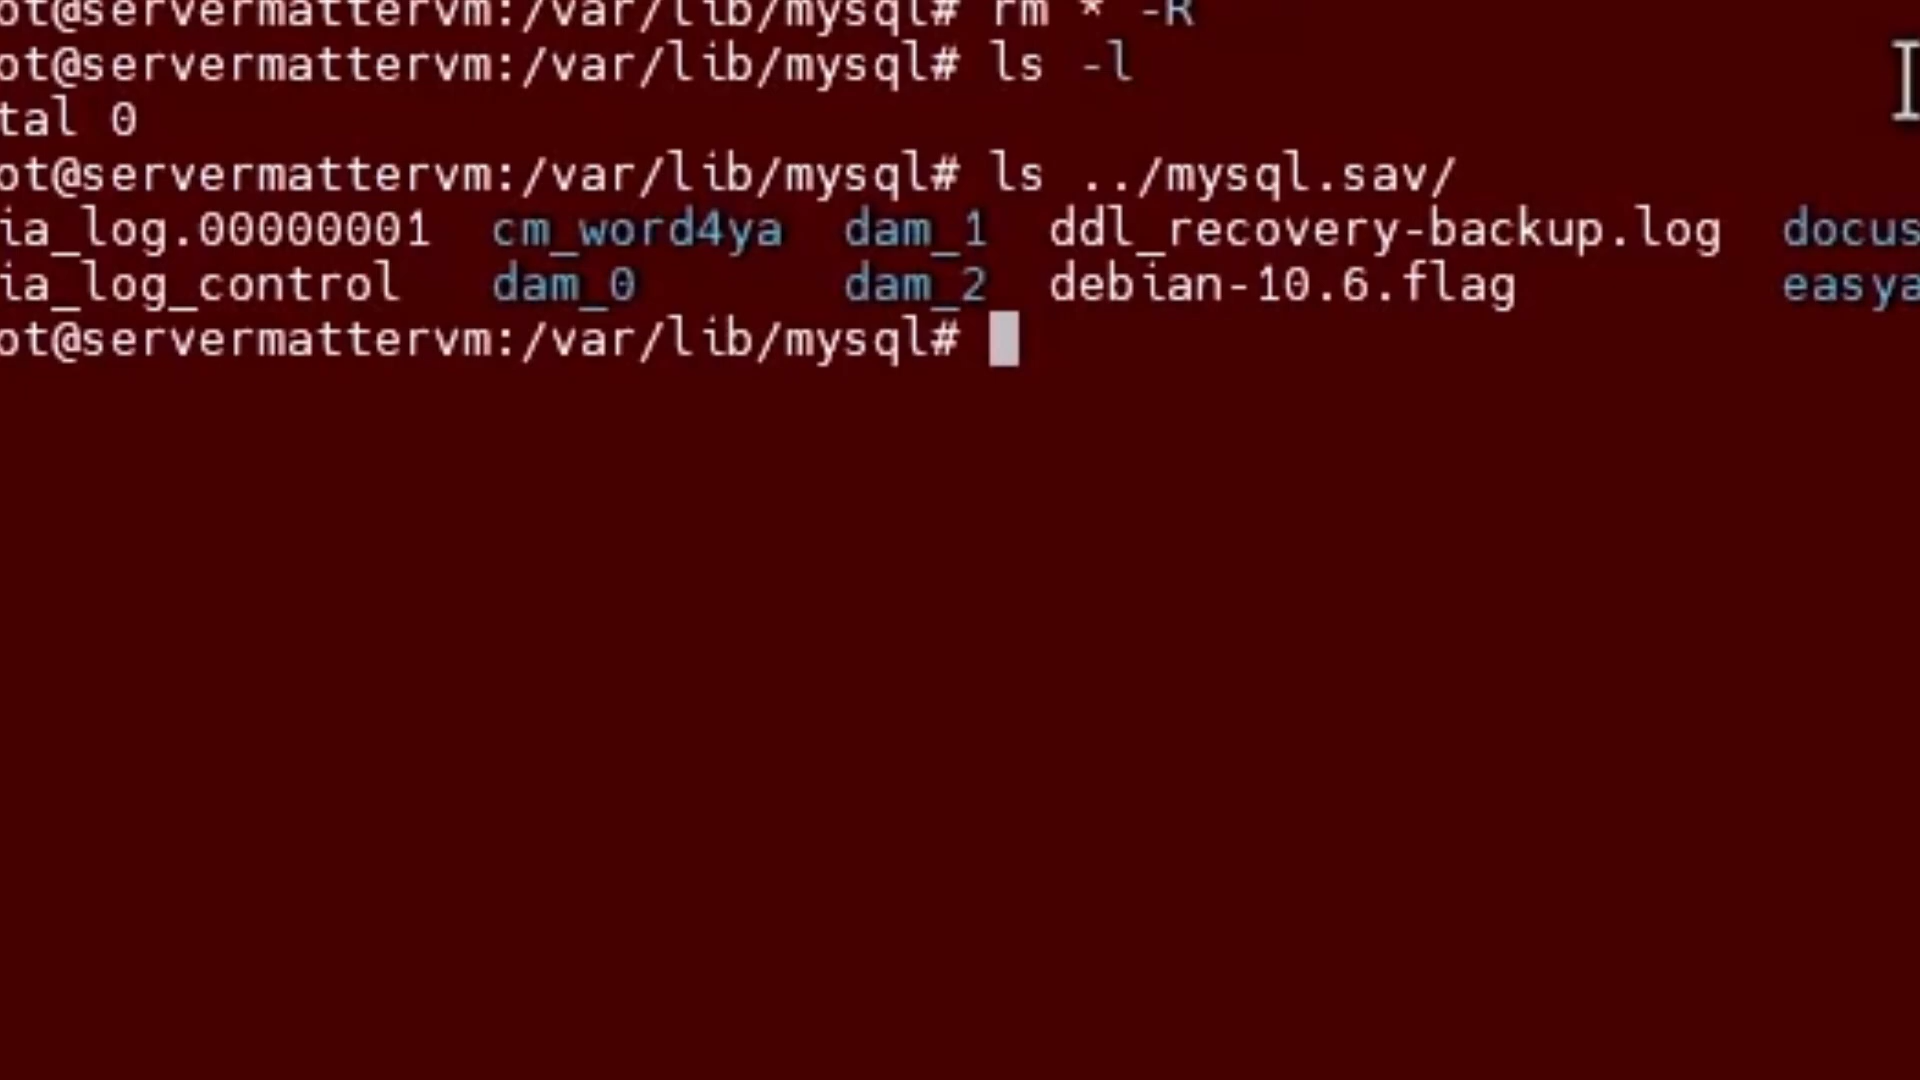 ot@servermattervm:/var/lib/mysql# rm * -R
ot@servermattervm:/var/lib/mysql# ls -l
tal 0
ot@servermattervm:/var/lib/mysql# ls ../mysql.sav/
ia_log.00000001 cm_word4ya dam_1 ddl_recovery-backup.log docus
ia_log_control dam_0 dam_2 debian-10.6.flag easya
ot@servermattervm:/var/lib/mysql#